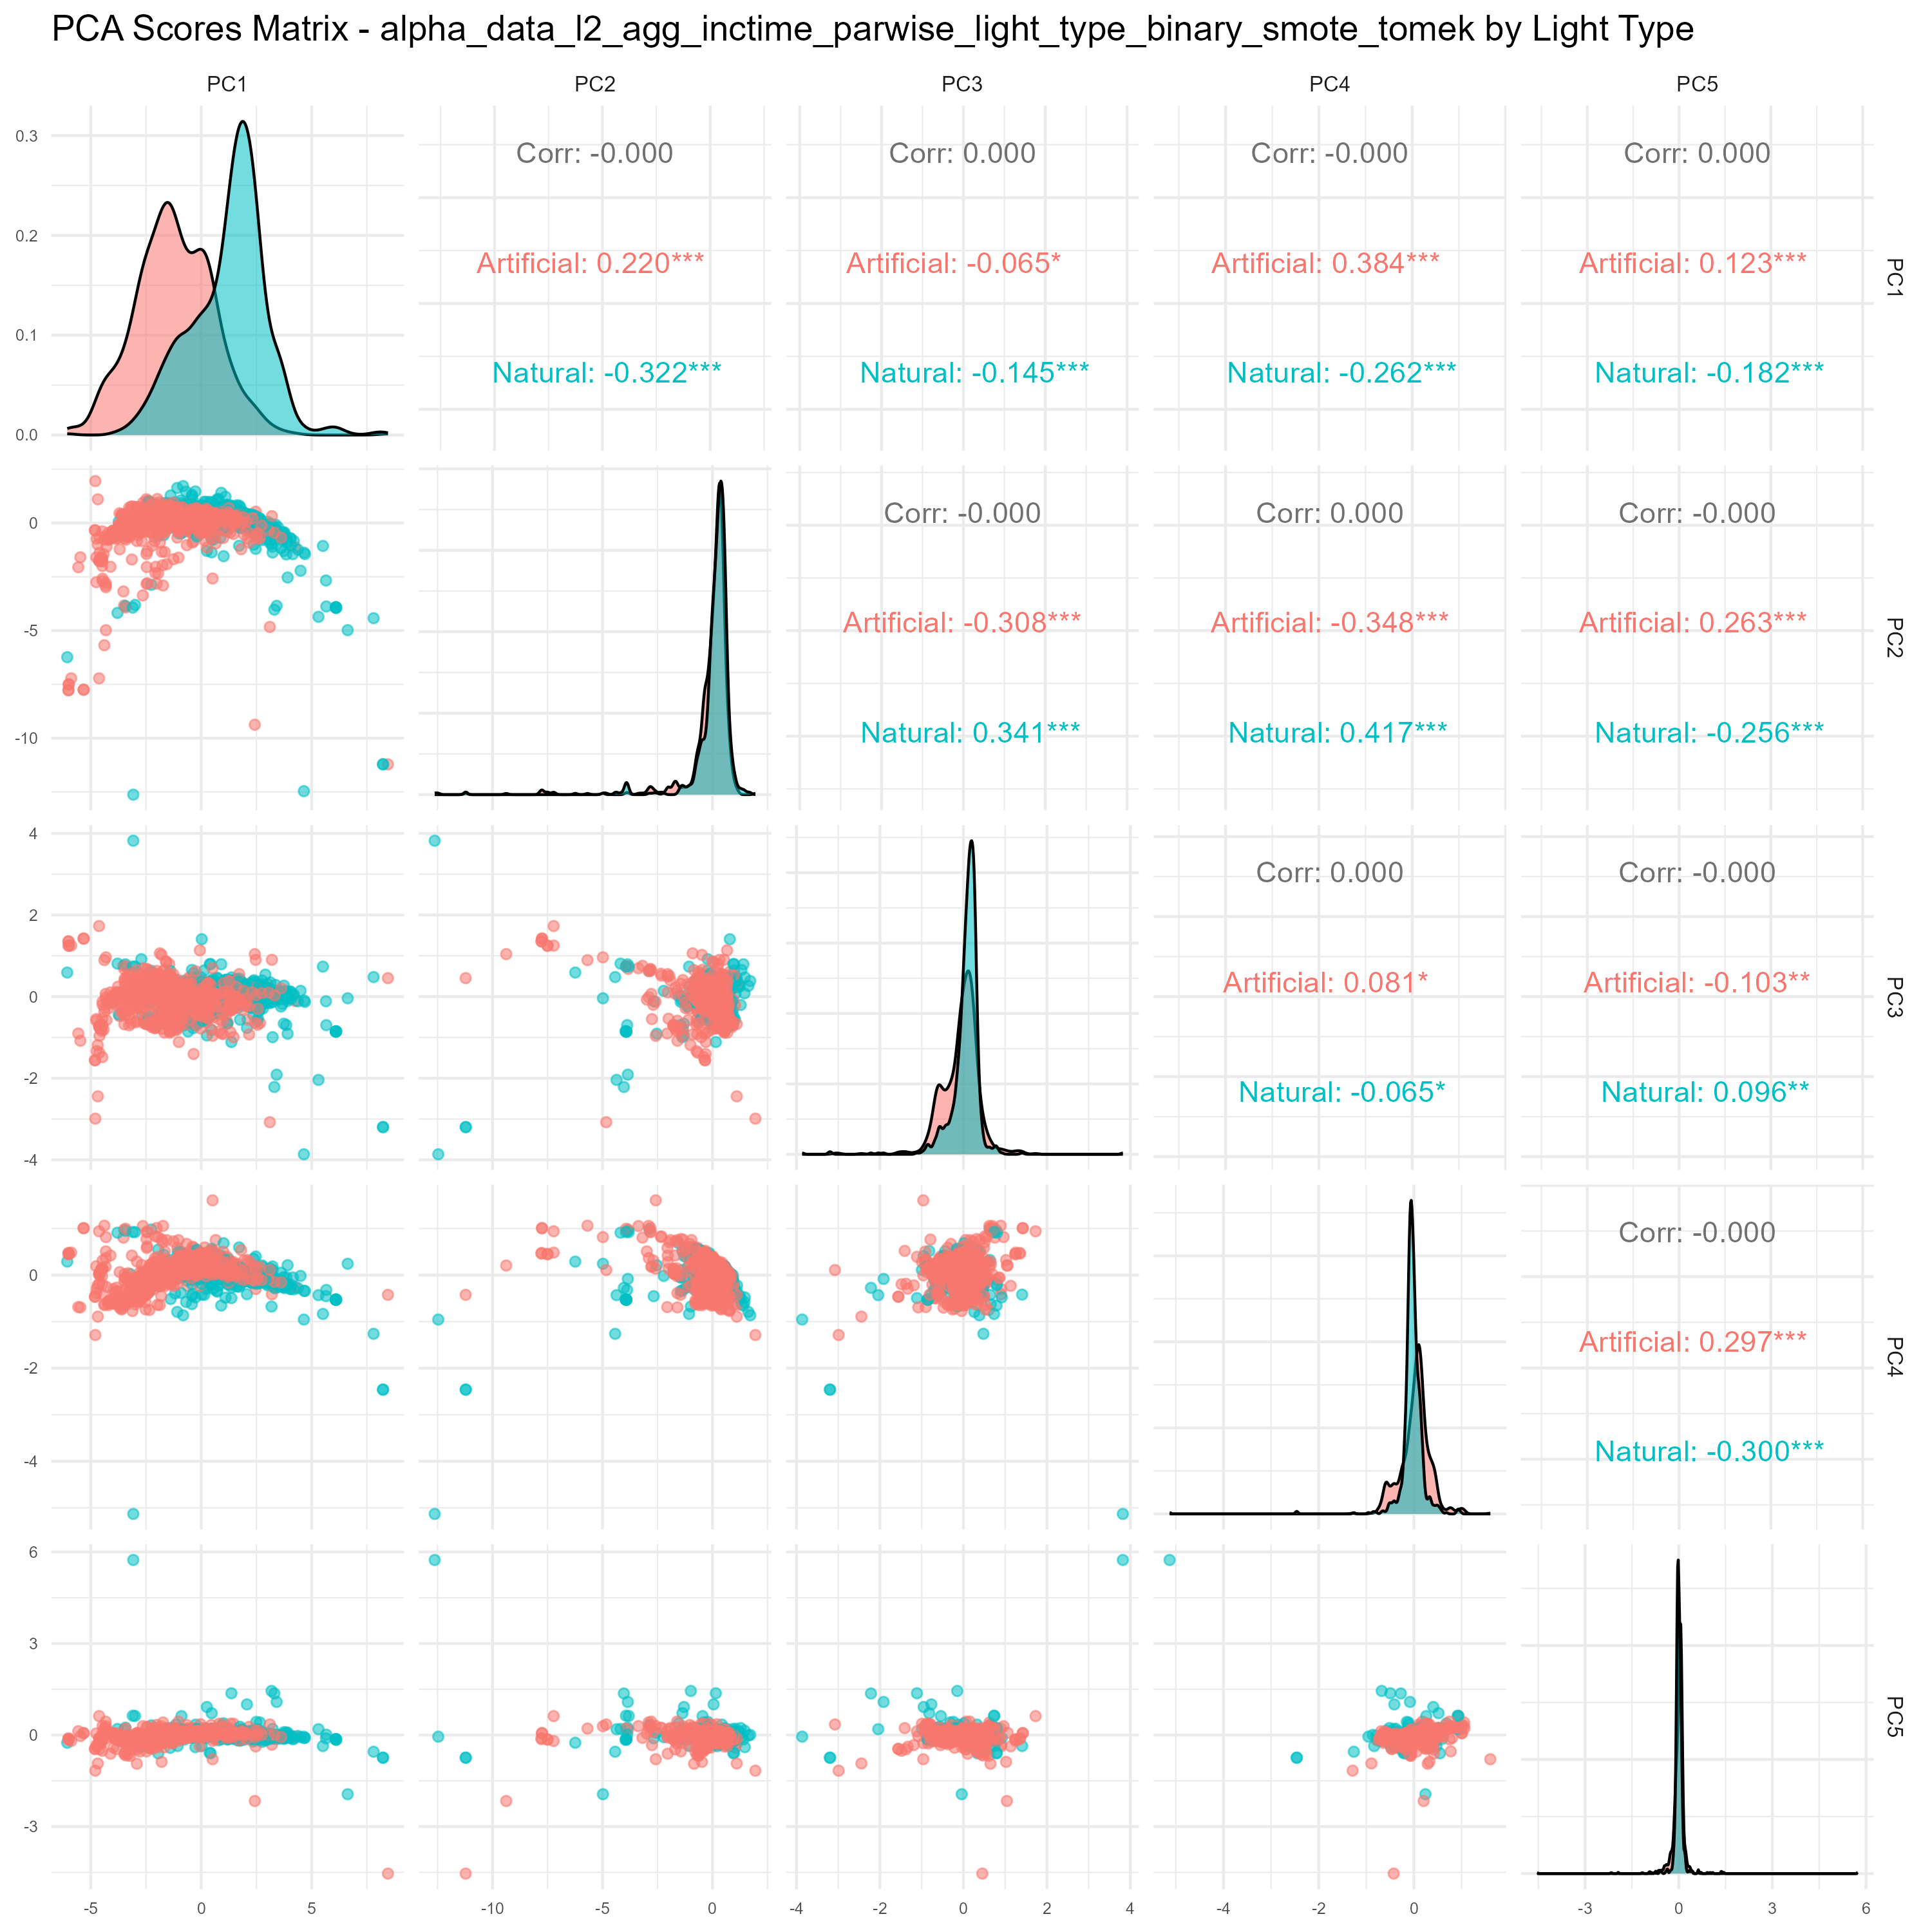 PCA Scores Matrix - alpha_data_l2_agg_inctime_parwise_light_type_binary_smote_tomek by Light Type
PC1 PC2 PC3 PC4 PC5
0.3
0.2
0.1
0.0
Corr: -0.000
Artificial: 0.220***
Natural: -0.322***
Corr: 0.000
Artificial: -0.065*
Natural: -0.145***
Corr: -0.000
Artificial: 0.384***
Natural: -0.262***
Corr: 0.000
Artificial: 0.123***
Natural: -0.182***
PC1
0
-5
-10
Corr: -0.000
Artificial: -0.308***
Natural: 0.341***
Corr: 0.000
Artificial: -0.348***
Natural: 0.417***
Corr: -0.000
Artificial: 0.263***
Natural: -0.256***
PC2
4
2
0
-2
-4
Corr: 0.000
Artificial: 0.081*
Natural: -0.065*
Corr: -0.000
Artificial: -0.103**
Natural: 0.096**
PC3
0
-2
-4
Corr: -0.000
Artificial: 0.297***
Natural: -0.300***
PC4
6
3
0
-3
PC5
-5 0 5 -10 -5 0 -4 -2 0 2 4 -4 -2 0 -3 0 3 6